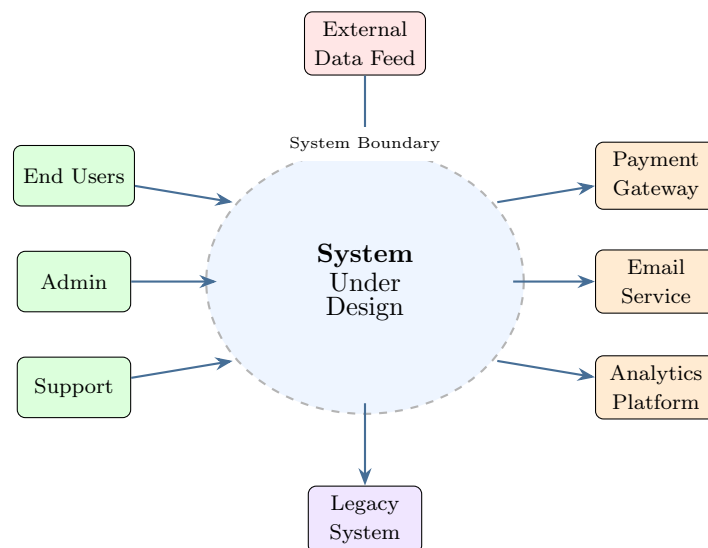 External
Data Feed
System Boundary
End Users
Payment
Gateway
System
Under
Design
Admin
Email
Service
Support
Analytics
Platform
Legacy
System